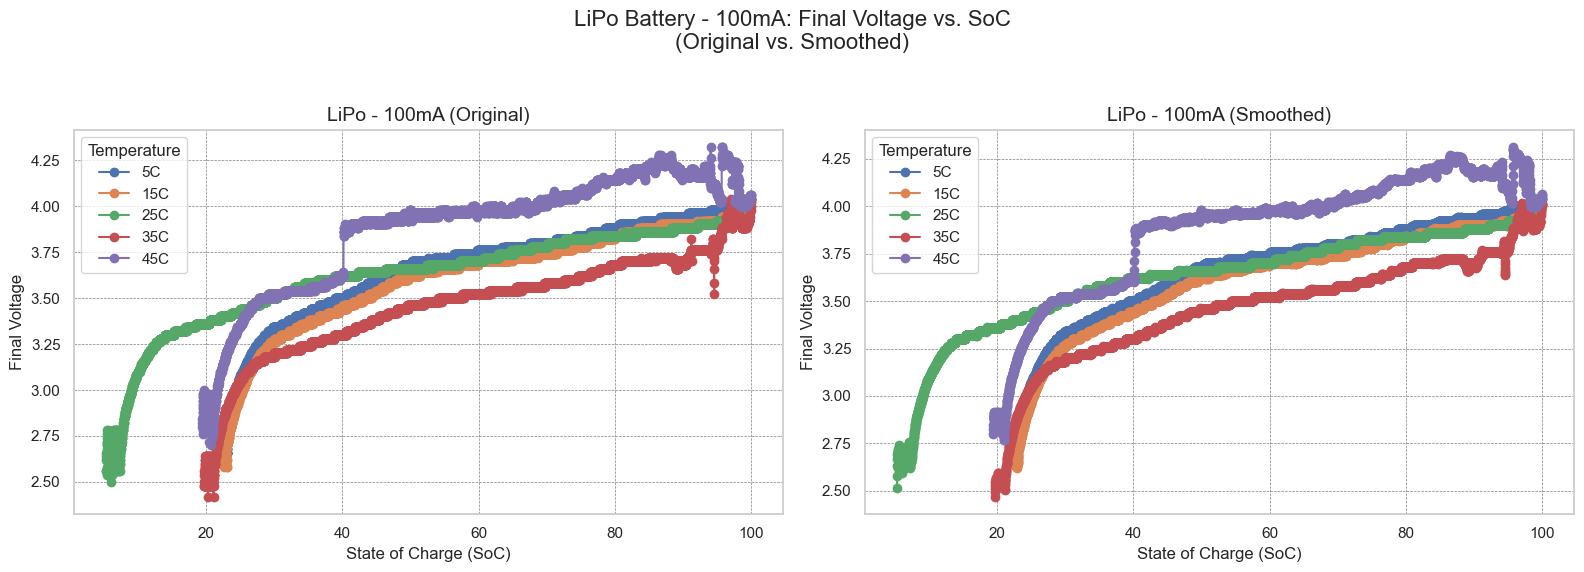 LiPo Battery - 100mA: Final Voltage vs. SoC
(Original vs. Smoothed)
LiPo - 100mA (Original)
Temperature
5C
15C
25C
35C
45C
4.25
4.00
3.75
3.50
3.25
3.00
2.75
2.50
Final Voltage
20
40
60
80
100
State of Charge (SoC)
LiPo - 100mA (Smoothed)
Temperature
5C
15C
25C
35C
45C
4.25
4.00
3.75
3.50
3.25
3.00
2.75
2.50
Final Voltage
20
40
60
80
100
State of Charge (SoC)